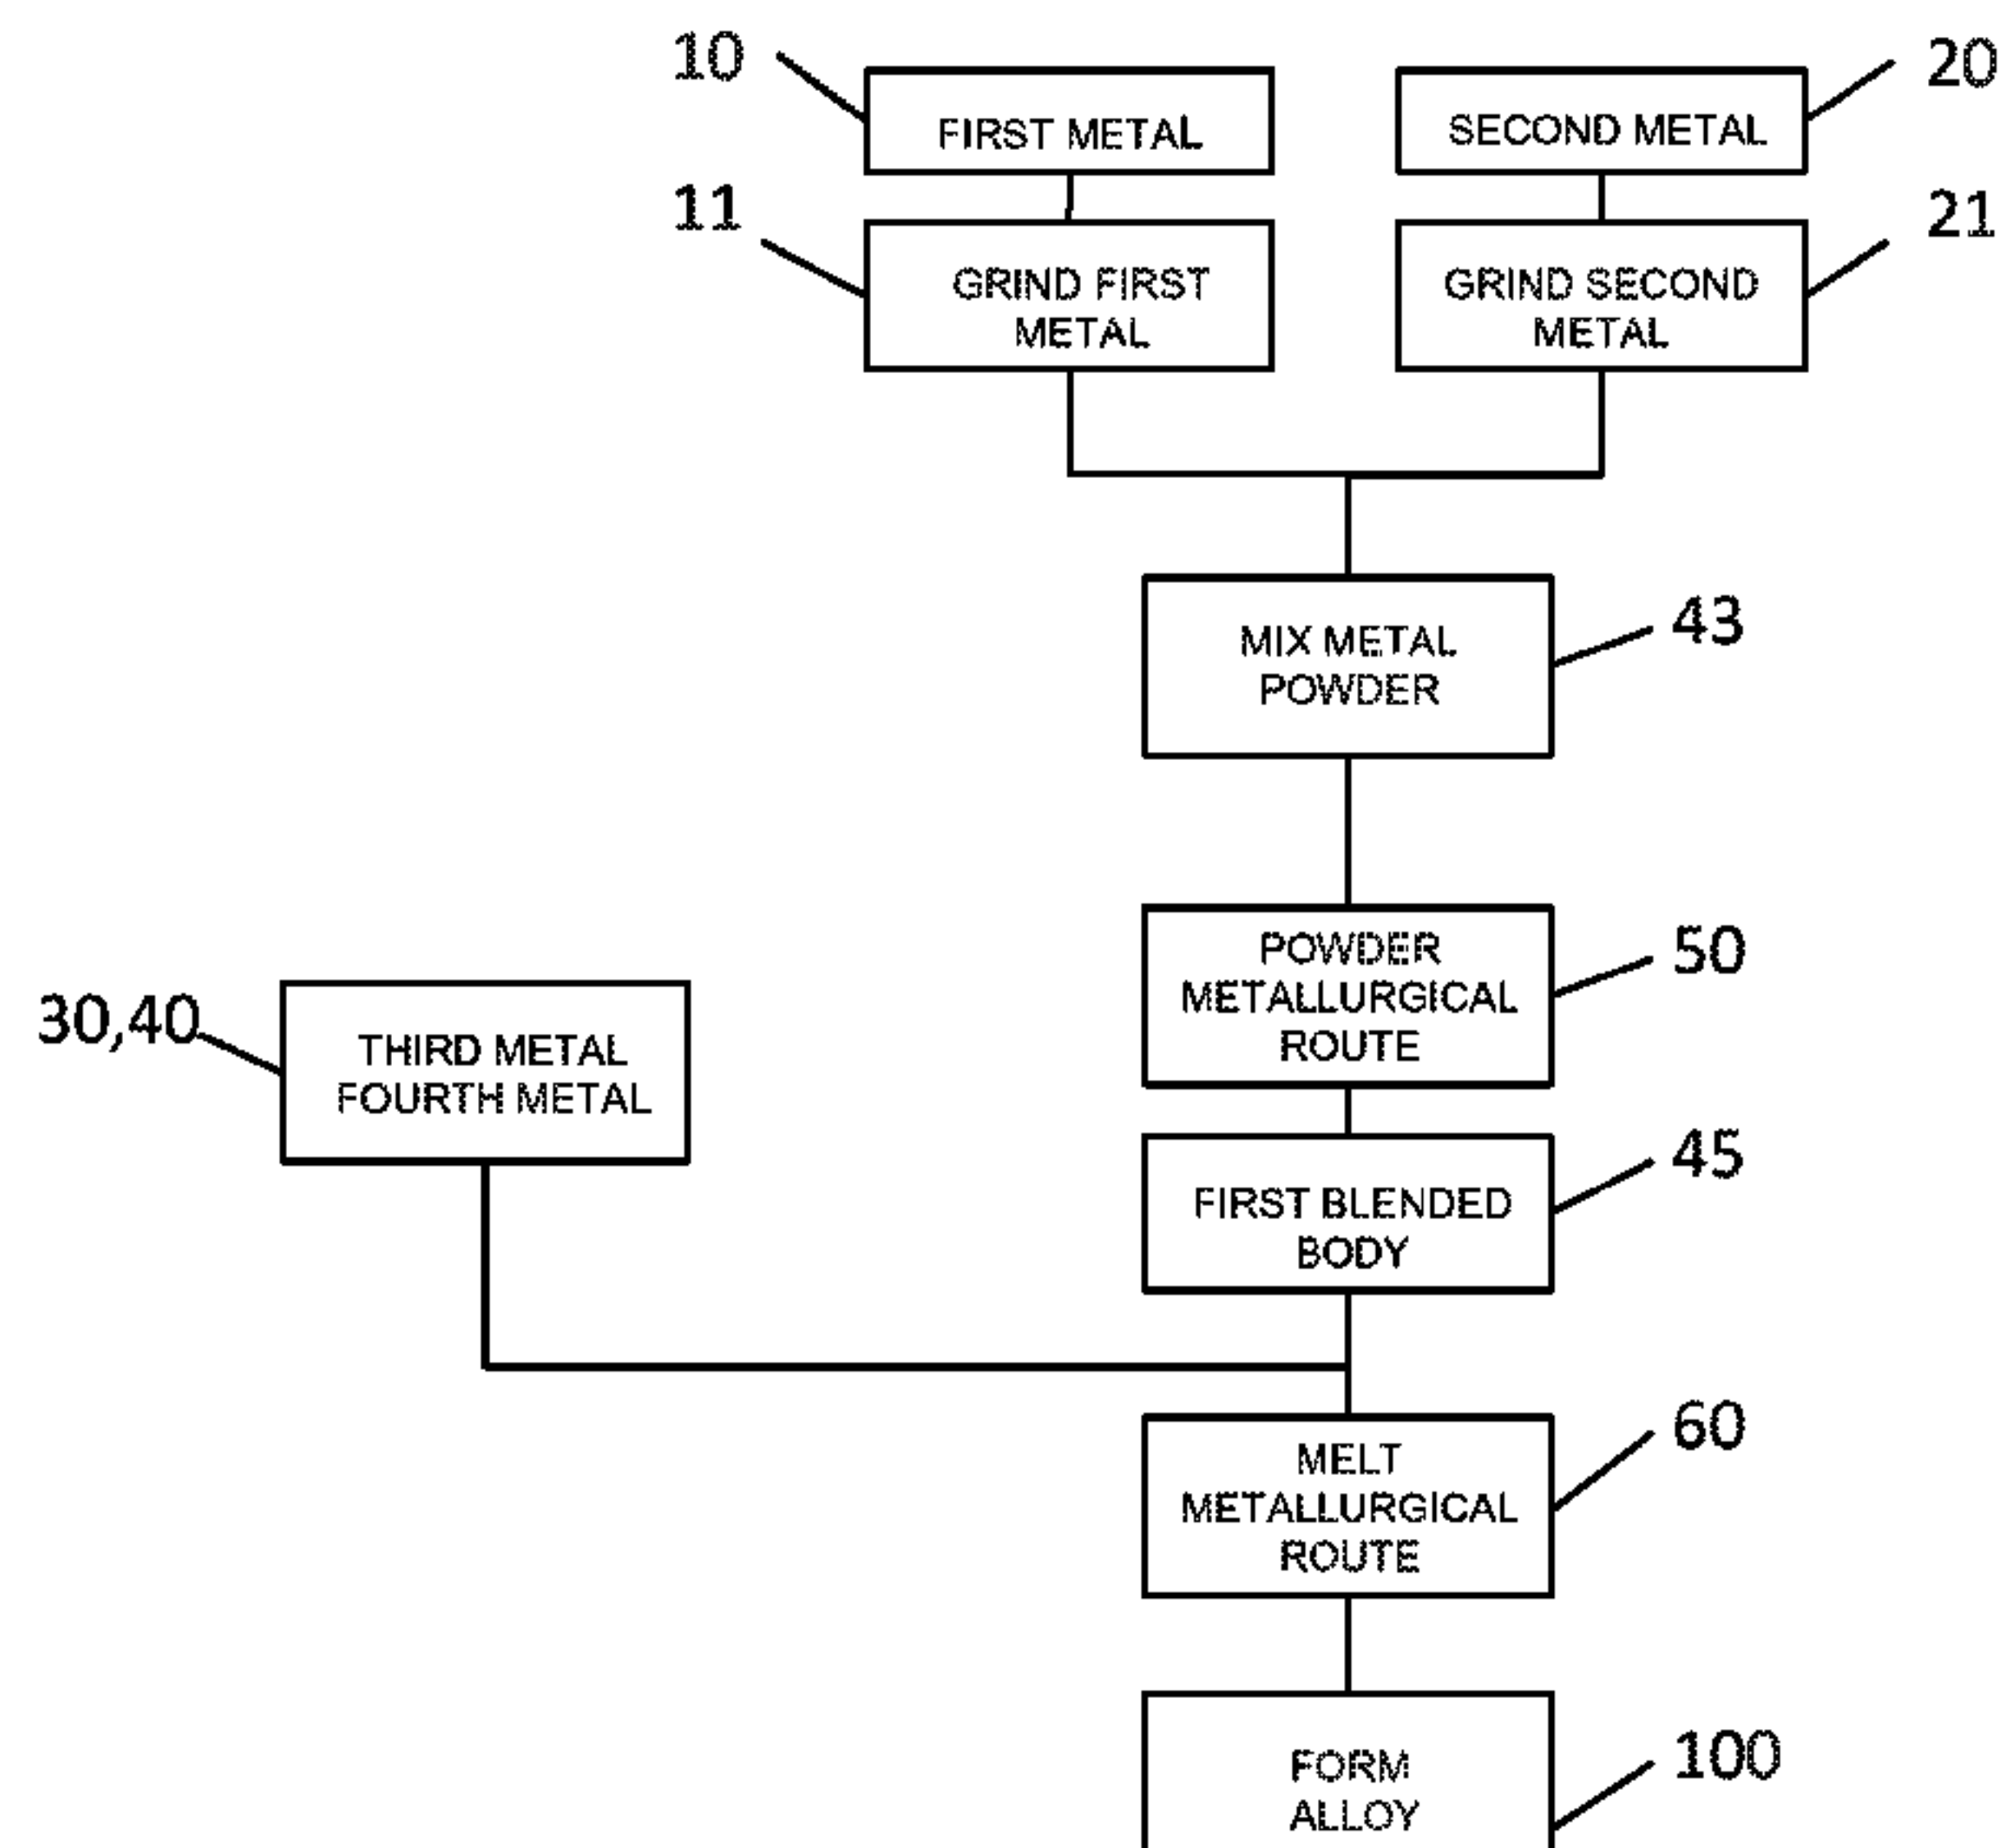 10
FIRST METAL
SECOND METAL
20
11
GRIND FIRST
METAL
GRIND SECOND
METAL
21
MIX METAL
POWDER
43
POWDER
METALLURGICAL
ROUTE
50
30,40
THIRD METAL
FOURTH METAL
FIRST BLENDED
BODY
45
MELT
METALLURGICAL
ROUTE
60
FORM
ALLOY
100